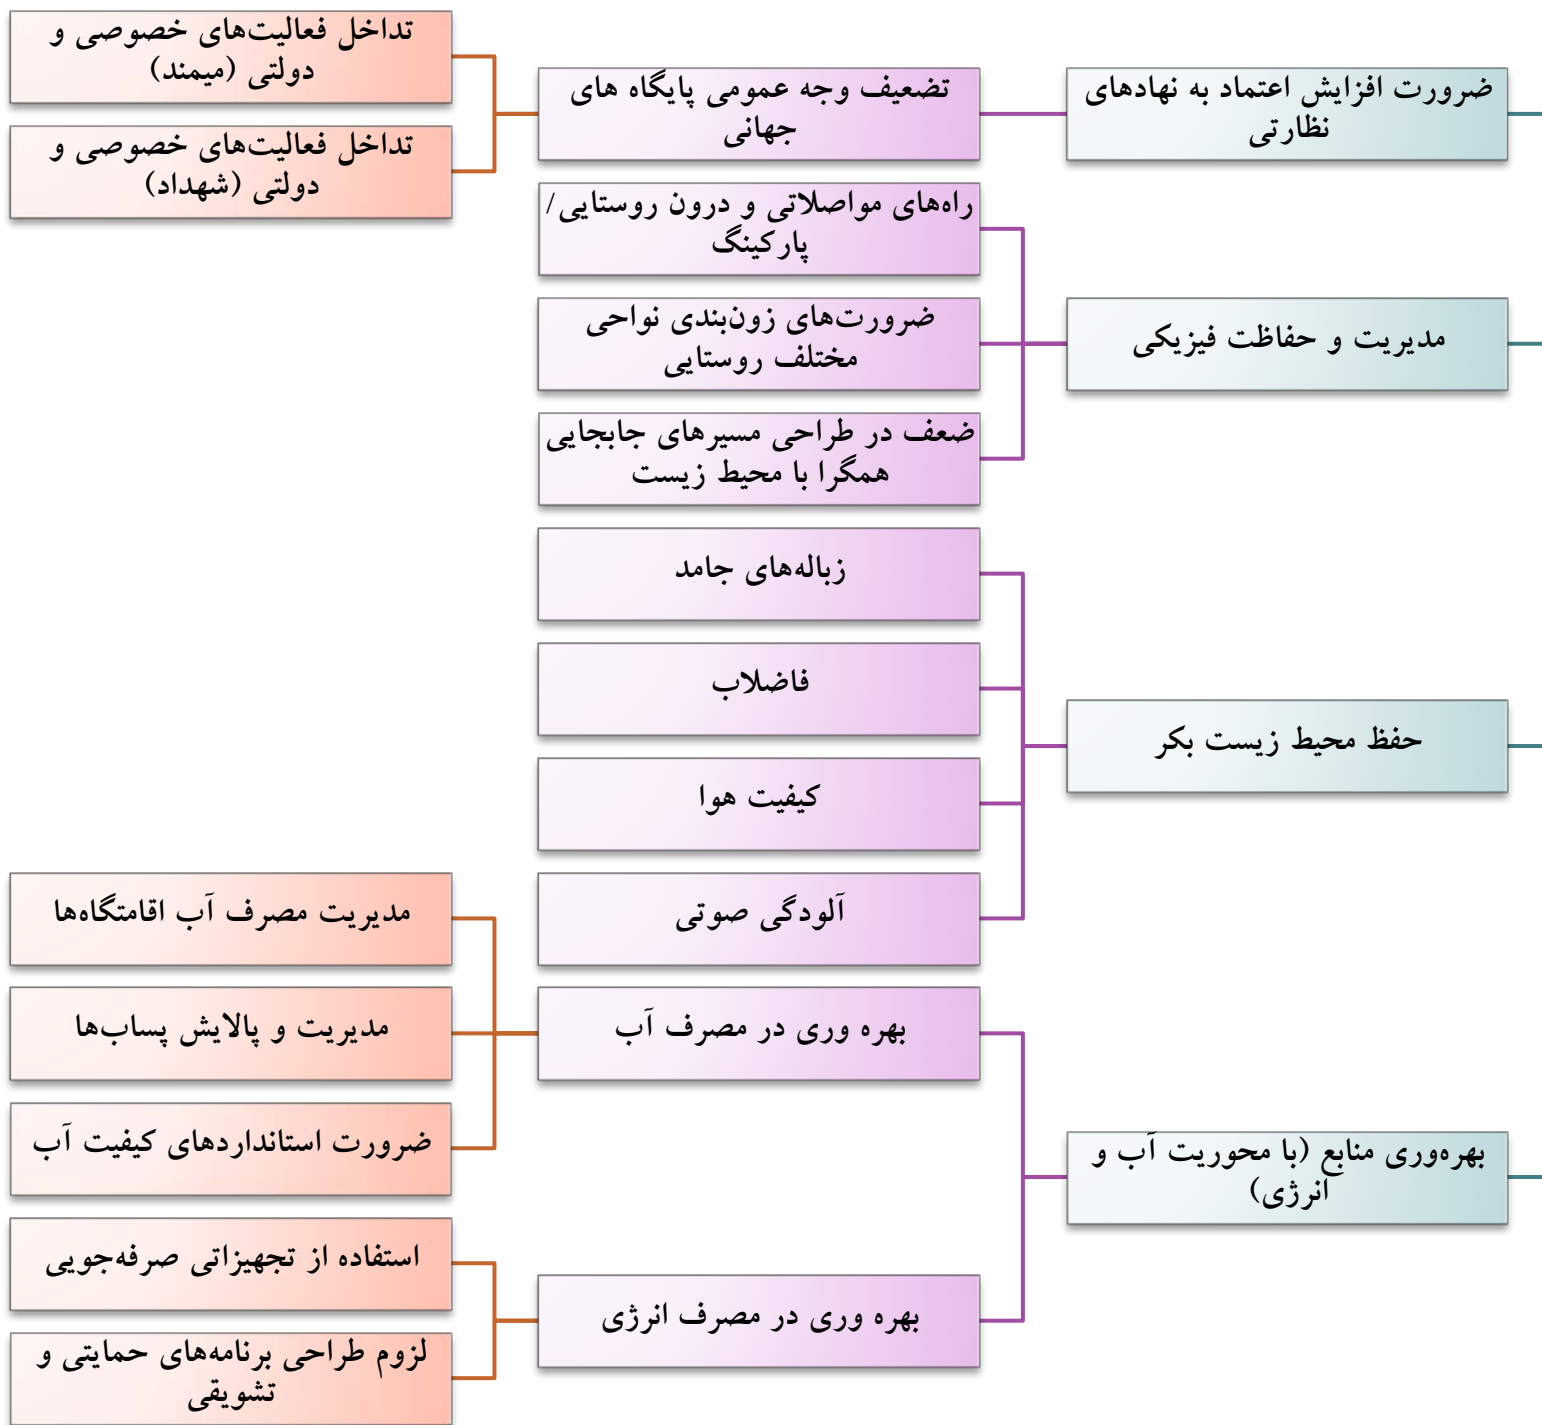 ضرورت افزایش اعتماد به نهادهای
نظارتی
تضعیف وجه عمومی پایگاه های
جهانی
تداخل فعالیت‌های خصوصی و
دولتی (میمند)
تداخل فعالیت‌های خصوصی و
دولتی (شهداد)
مدیریت و حفاظت فیزیکی
راه‌های مواصلاتی و درون روستایی/
پارکینگ
ضرورت‌های زون‌بندی نواحی
مختلف روستایی
ضعف در طراحی مسیرهای جابجایی
همگرا با محیط زیست
حفظ محیط زیست بکر
زباله‌های جامد
فاضلاب
کیفیت هوا
آلودگی صوتی
بهره‌وری منابع (با محوریت آب و
انرژی)
بهره وری در مصرف آب
مدیریت مصرف آب اقامتگاه‌ها
مدیریت و پالایش پساب‌ها
ضرورت استانداردهای کیفیت آب
بهره وری در مصرف انرژی
استفاده از تجهیزاتی صرفه‌جویی
لزوم طراحی برنامه‌های حمایتی و
تشویقی